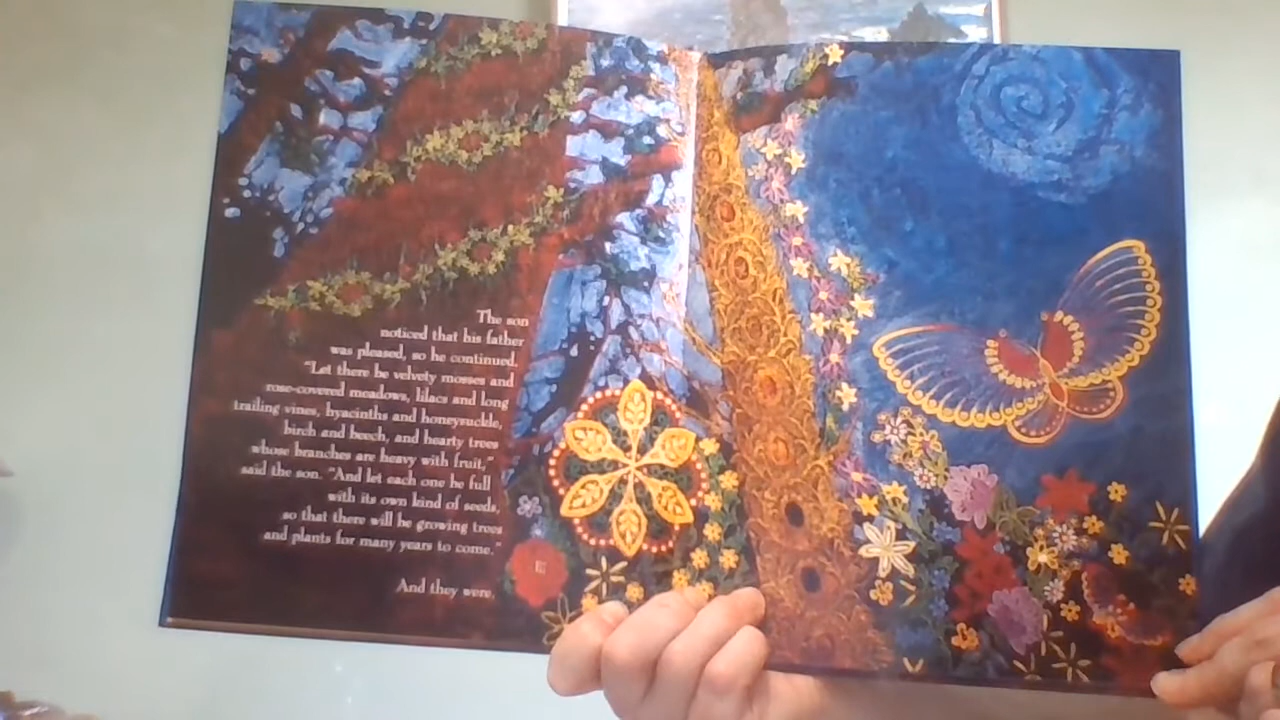 The son
noticed that his father
was pleased, so he continued,
"Let there be velvety mosses and
rose-covered meadows, lilacs and long
trailing vines, hyacinths and honeysuckle,
birch and beech, and hearty trees
whose branches are heavy with fruit,"
said the son. "And let each one be full
with its own kind of seeds,
so that there will be growing trees
and plants for many years to come."
And they were.